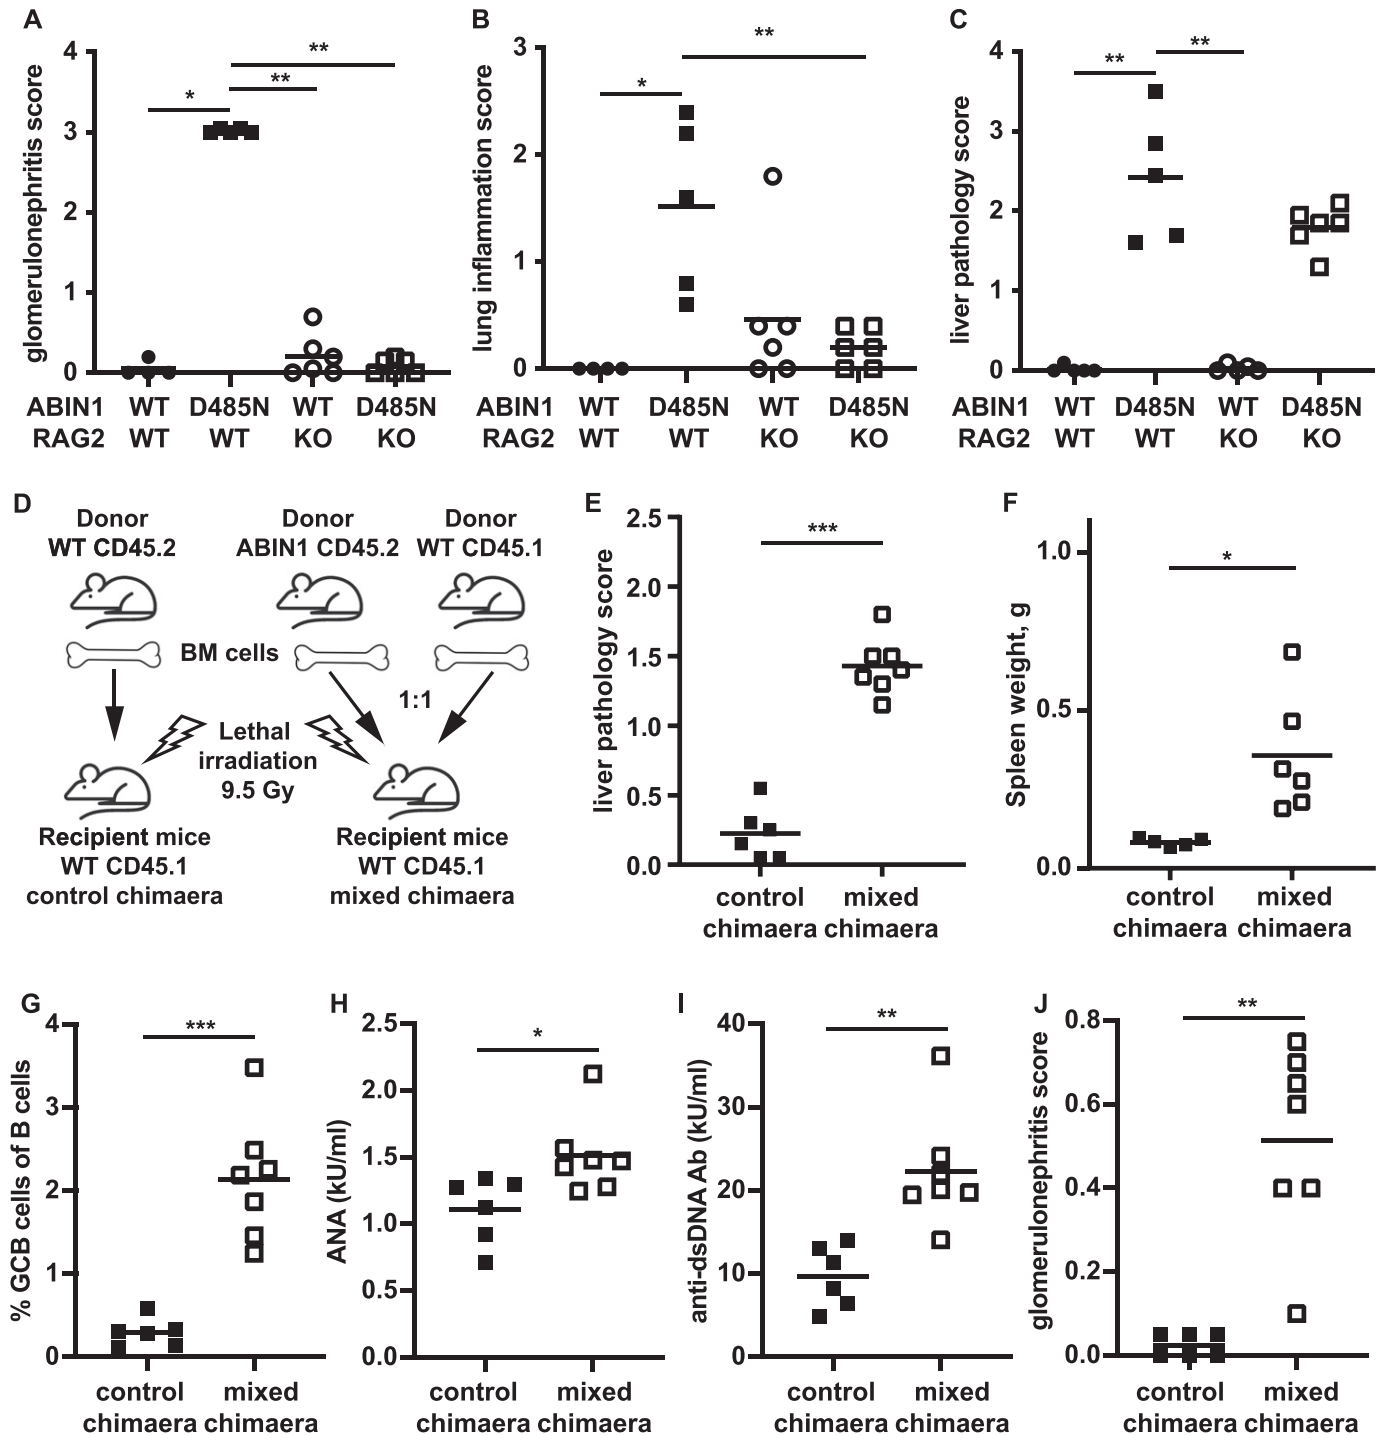 A
glomerulonephritis score
4
3
2
1
0
*
**
**
ABIN1 WT D485N WT D485N
RAG2 WT WT KO KO
B
lung inflammation score
3
2
1
0
*
**
ABIN1 WT D485N WT D485N
RAG2 WT WT KO KO
C
liver pathology score
4
3
2
1
0
**
**
ABIN1 WT D485N WT D485N
RAG2 WT WT KO KO
D
Donor
WT CD45.2
Donor
ABIN1 CD45.2
Donor
WT CD45.1
BM cells
1:1
Lethal
irradiation
9.5 Gy
Recipient mice
WT CD45.1
control chimaera
Recipient mice
WT CD45.1
mixed chimaera
E
liver pathology score
2.5
2.0
1.5
1.0
0.5
0.0
***
control mixed
chimaera chimaera
F
Spleen weight, g
1.0
0.5
0.0
*
control mixed
chimaera chimaera
G
% GCB cells of B cells
4
3
2
1
0
***
control mixed
chimaera chimaera
H
ANA (kU/ml)
2.5
2.0
1.5
1.0
0.5
0.0
*
control mixed
chimaera chimaera
I
anti-dsDNA Ab (kU/ml)
40
30
20
10
0
**
control mixed
chimaera chimaera
J
glomerulonephritis score
0.8
0.6
0.4
0.2
0.0
**
control mixed
chimaera chimaera